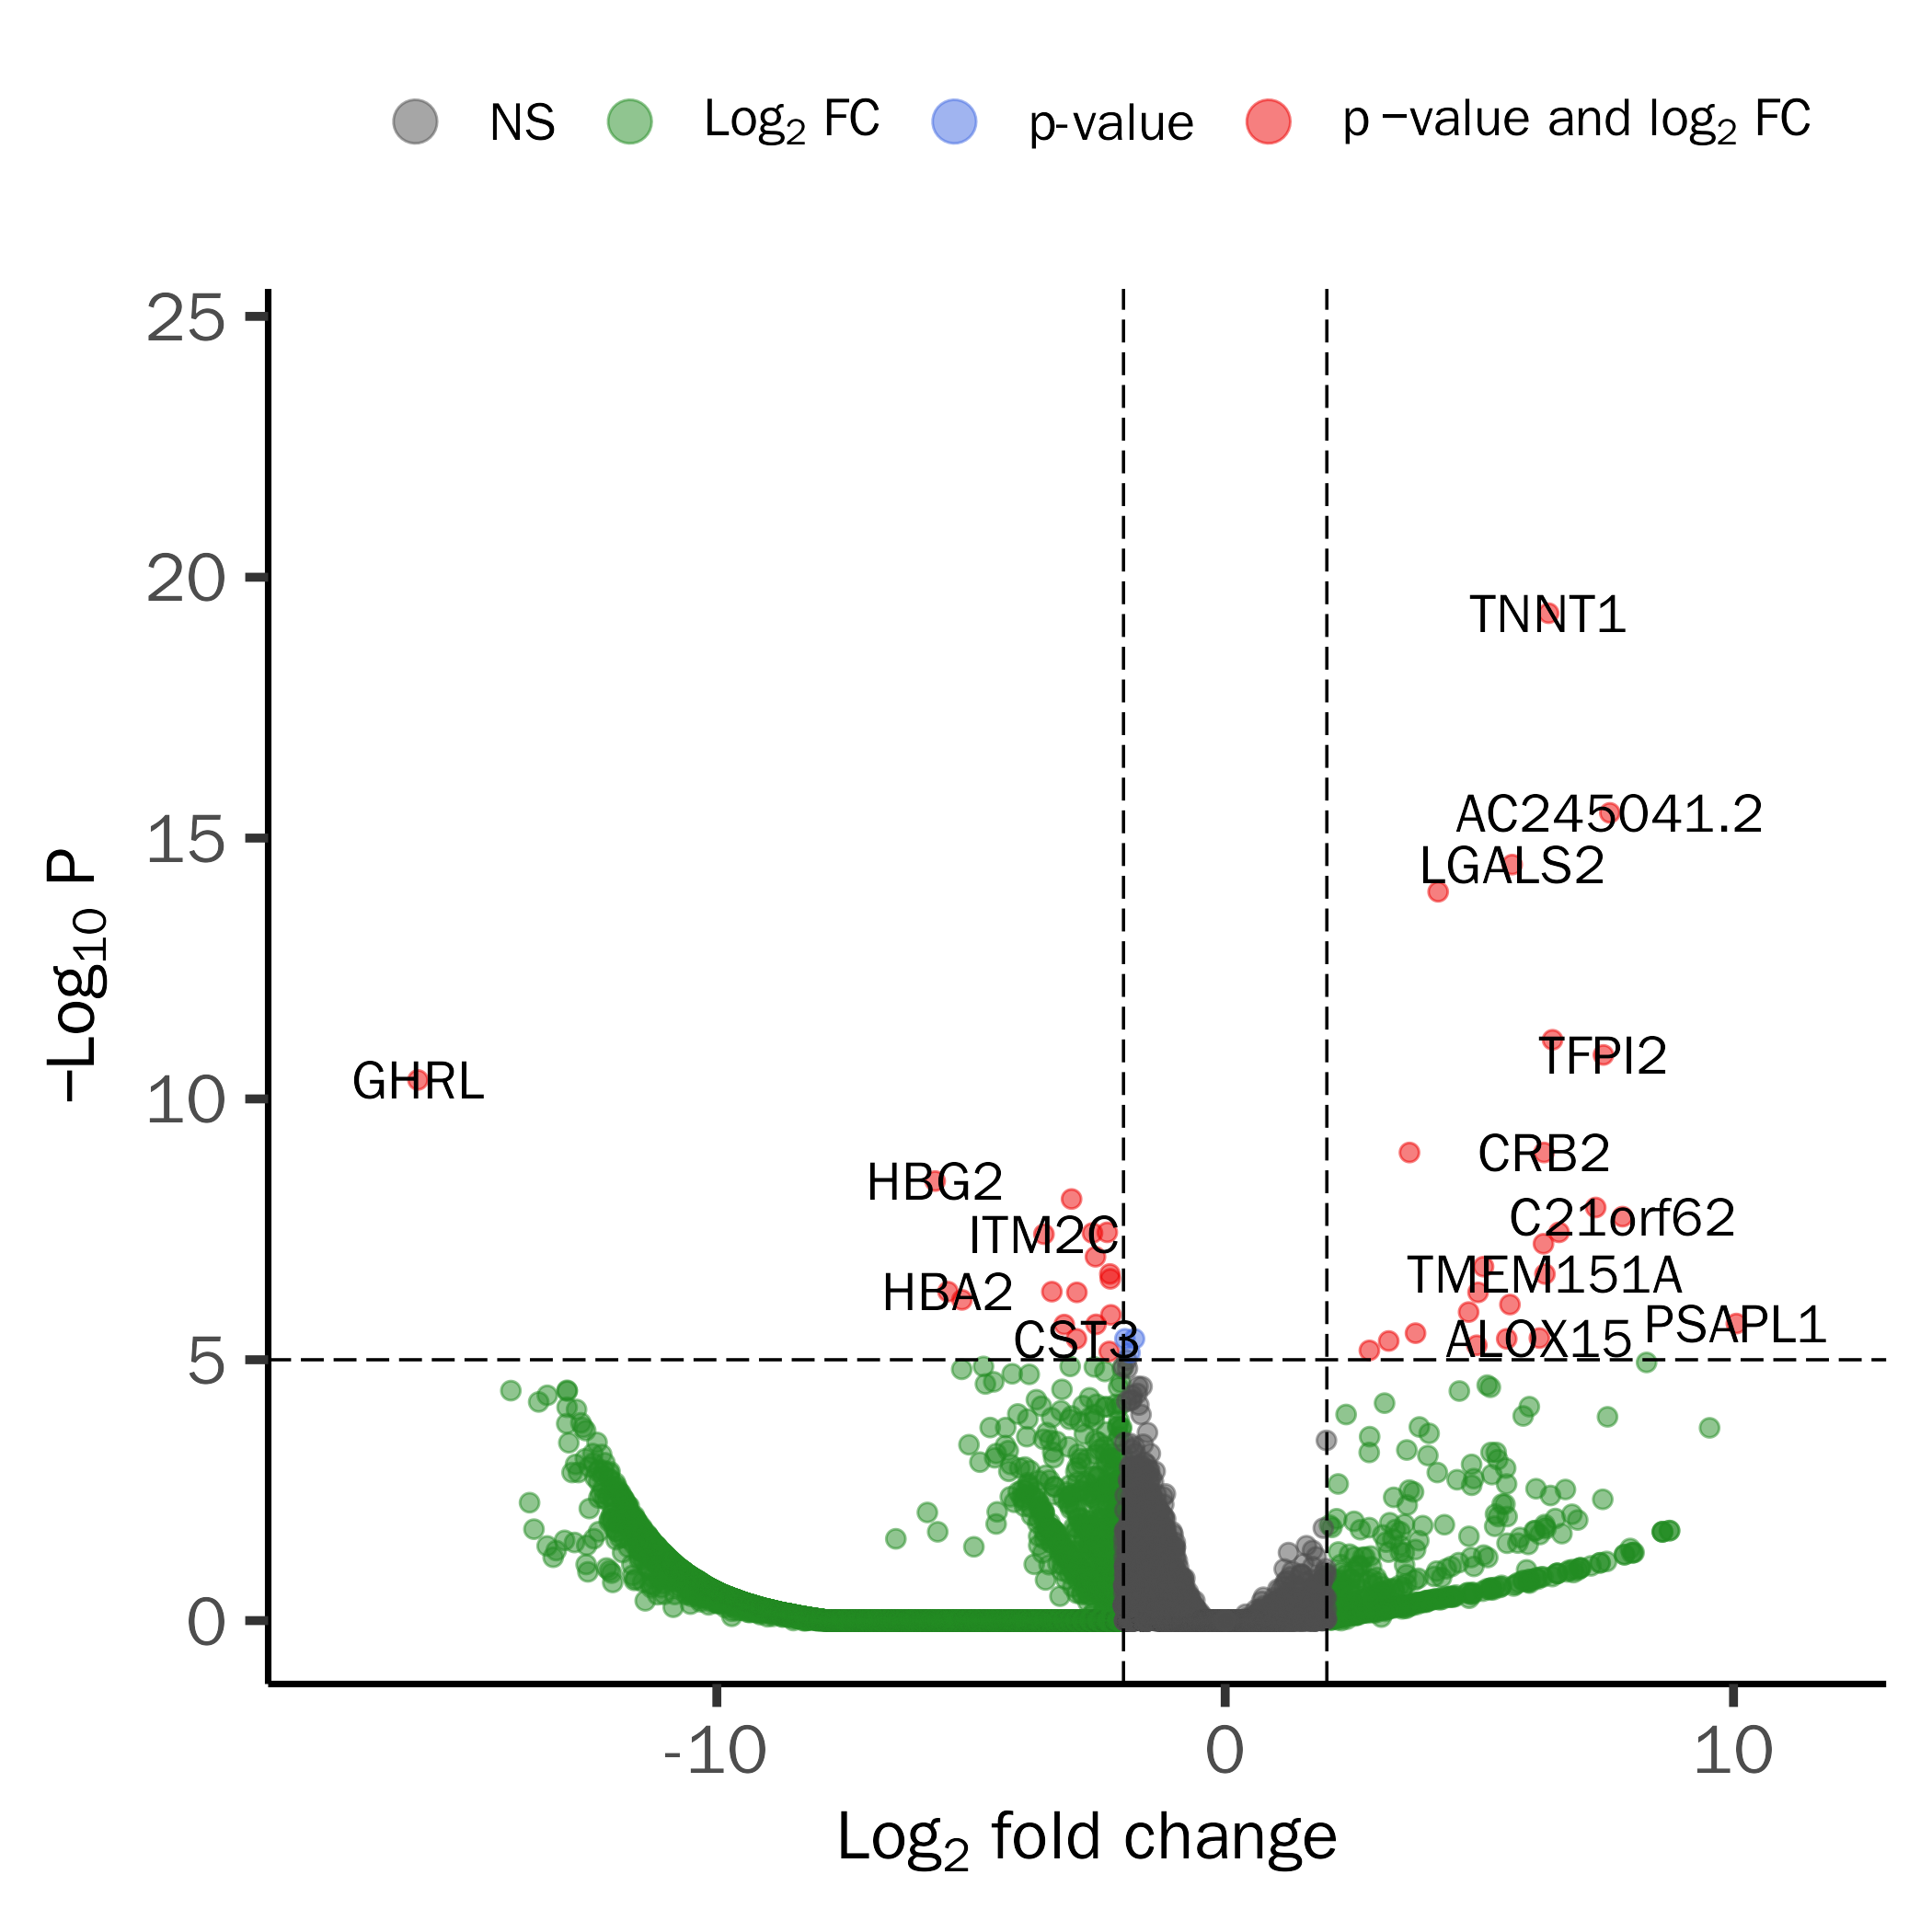 NS Log2 FC p-value p −value and log2 FC
25
20
15
10
5
0
−Log10 P
TNNT1
AC245041.2
LGALS2
TFPI2
GHRL
CRB2
HBG2
C21orf62
ITM2C
TMEM151A
HBA2
PSAPL1
CST3
ALOX15
-10 0 10
Log2 fold change